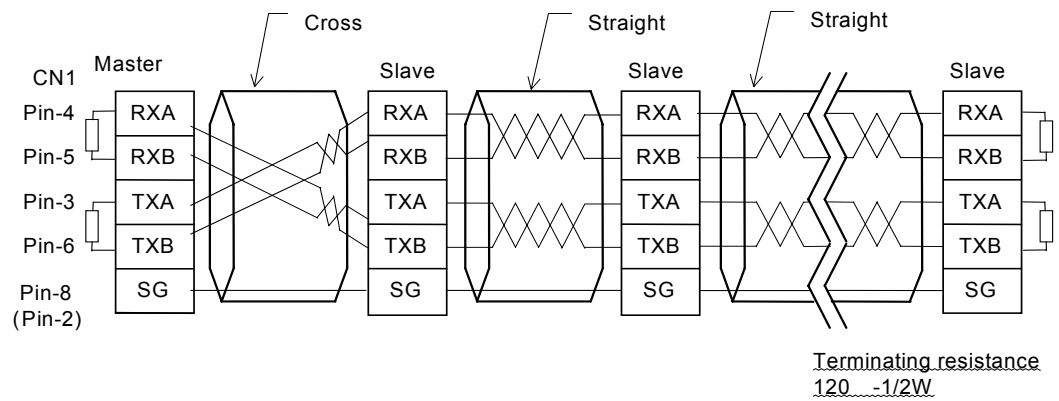 Cross
Straight
Straight
CN1
Master
Slave
Slave
Slave
Pin-4
RXA
RXA
RXA
RXA
Pin-5
RXB
RXB
RXB
RXB
Pin-3
TXA
TXA
TXA
TXA
Pin-6
TXB
TXB
TXB
TXB
Pin-8
(Pin-2)
SG
SG
SG
SG
Terminating resistance
120 -1/2W